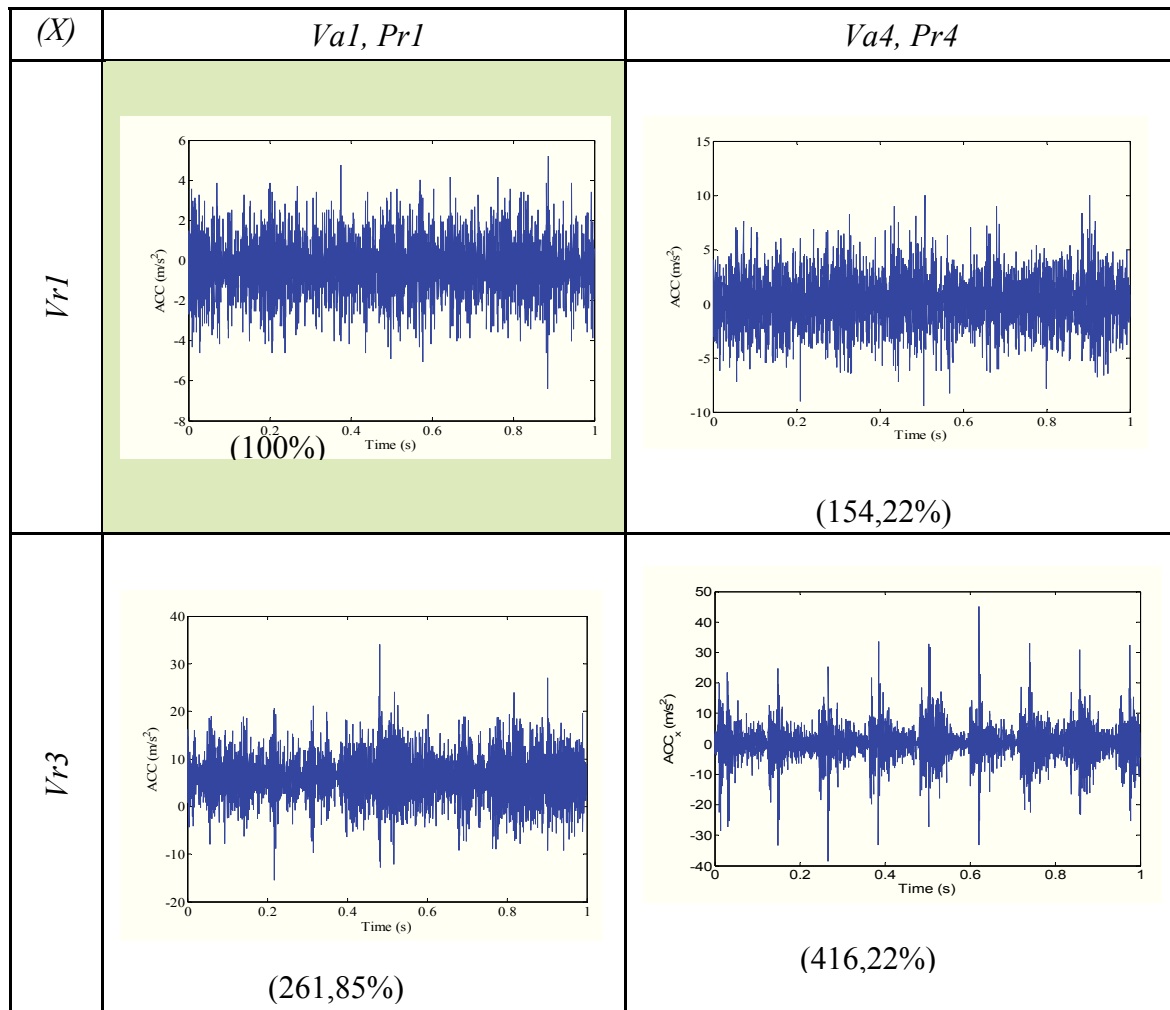 (X)
Va1, Pr1
Va4, Pr4
Vr1
6
4
2
0
-2
-4
-6
-8
ACC (m/s²)
0 0.2 0.4 0.6 0.8 1
Time (s)
(100%)
15
10
5
0
-5
-10
ACC (m/s²)
0 0.2 0.4 0.6 0.8 1
Time (s)
(154,22%)
Vr3
40
30
20
10
0
-10
-20
ACC (m/s²)
0 0.2 0.4 0.6 0.8 1
Time (s)
(261,85%)
50
40
30
20
10
0
-10
-20
-30
-40
ACCₓ (m/s²)
0 0.2 0.4 0.6 0.8 1
Time (s)
(416,22%)